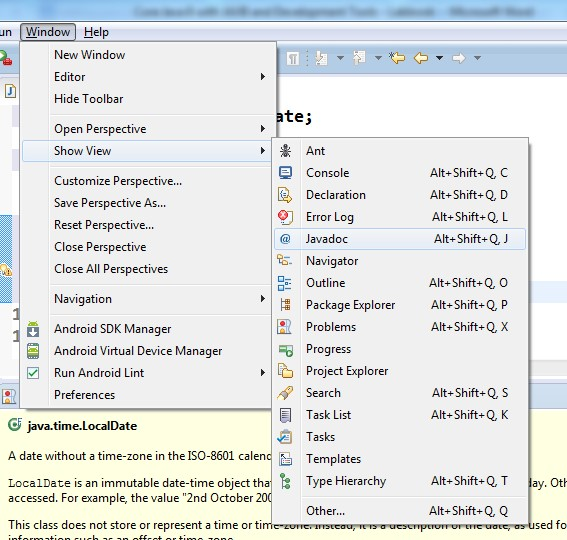 Core Java 8 with JAXB and Development Tools - Labbook... - Microsoft Word
un Window Help
New Window
Editor
Hide Toolbar
Open Perspective
Show View
Customize Perspective...
Save Perspective As...
Reset Perspective...
Close Perspective
Close All Perspectives
Navigation
Android SDK Manager
Android Virtual Device Manager
Run Android Lint
Preferences
ate;
Ant
Console Alt+Shift+Q, C
Declaration Alt+Shift+Q, D
Error Log Alt+Shift+Q, L
Javadoc Alt+Shift+Q, J
Navigator
Outline Alt+Shift+Q, O
Package Explorer Alt+Shift+Q, P
Problems Alt+Shift+Q, X
Progress
Project Explorer
Search Alt+Shift+Q, S
Task List Alt+Shift+Q, K
Tasks
Templates
Type Hierarchy Alt+Shift+Q, T
Other... Alt+Shift+Q, Q
1
1
java.time.LocalDate
A date without a time-zone in the ISO-8601 calend
LocalDate is an immutable date-time object tha day. Oth
accessed. For example, the value "2nd October 200
This class does not store or represent a time or time-zone. Instead, it is a description of the date, as used fo
information such as an offset or time-zone.